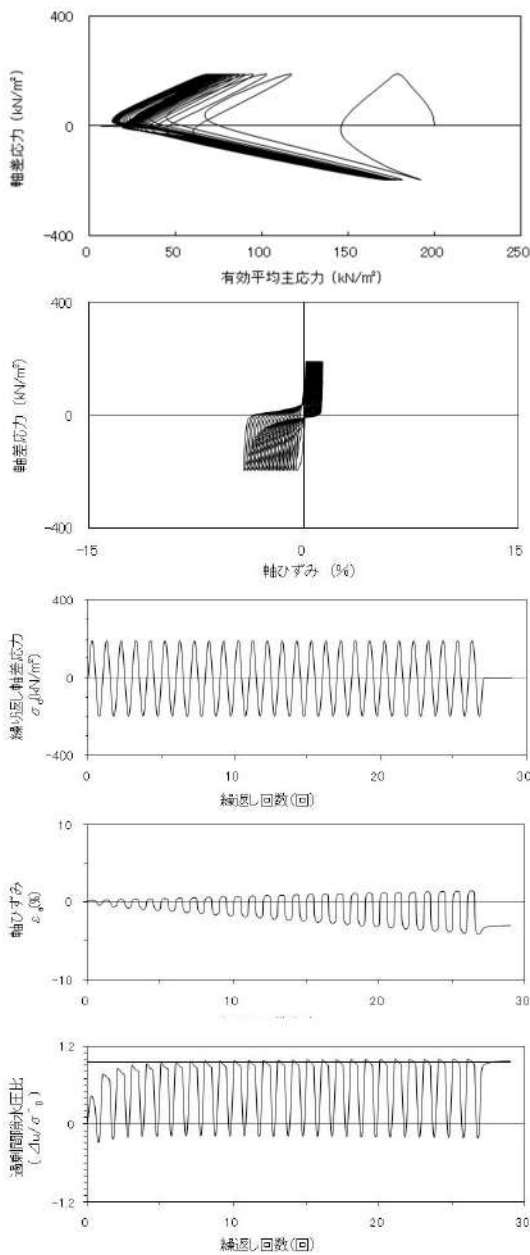 400
0
-400
軸差応力 (kN/m²)
0 50 100 150 200 250
有効平均主応力 (kN/m²)
400
0
-400
軸差応力 (kN/m²)
-15 0 15
軸ひずみ (%)
400
0
-400
繰り返し軸差応力
σd(kN/m²)
0 10 20 30
繰返し回数(回)
10
0
-10
軸ひずみ
εa(%)
0 10 20 30
1.2
0
-1.2
過剰間隙水圧比
(Δu/σ'0)
0 10 20 30
繰返し回数(回)